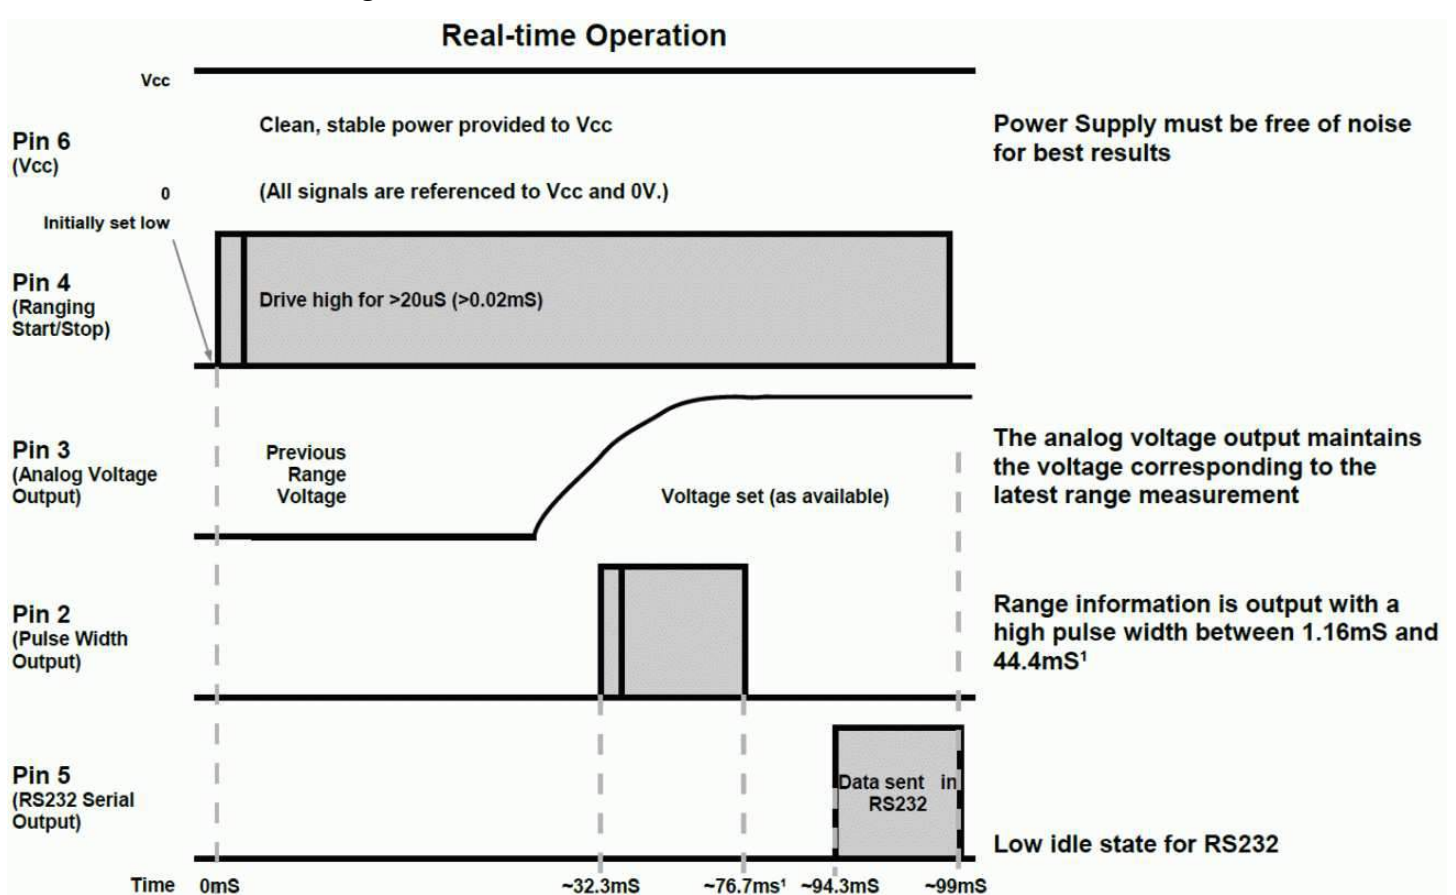 Real-time Operation
Vcc
Clean, stable power provided to Vcc
Power Supply must be free of noise
for best results
Pin 6
(Vcc)
0
(All signals are referenced to Vcc and 0V.)
Initially set low
Pin 4
(Ranging
Start/Stop)
Drive high for >20uS (>0.02mS)
Pin 3
(Analog Voltage
Output)
Previous
Range
Voltage
Voltage set (as available)
The analog voltage output maintains
the voltage corresponding to the
latest range measurement
Pin 2
(Pulse Width
Output)
Range information is output with a
high pulse width between 1.16mS and
44.4mS¹
Pin 5
(RS232 Serial
Output)
Data sent in
RS232
Low idle state for RS232
Time 0mS ~32.3mS ~76.7ms¹ ~94.3mS ~99mS